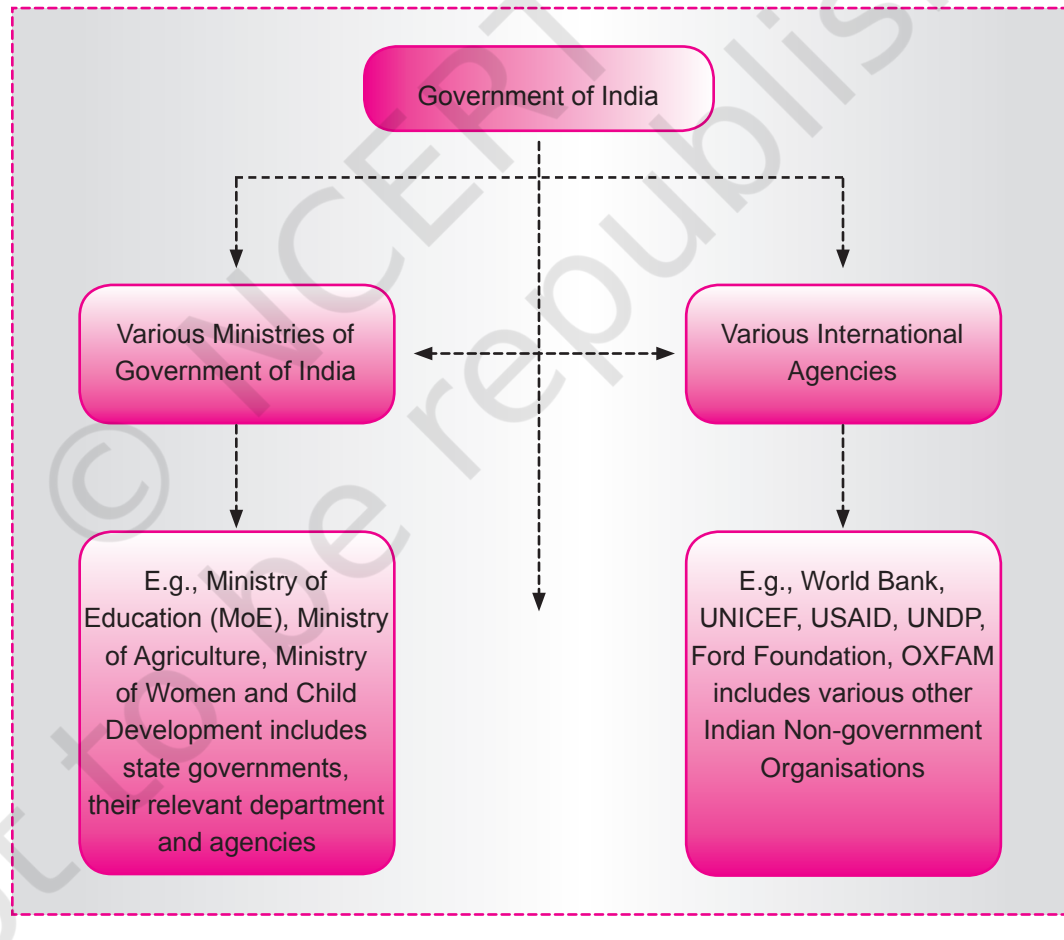 Government of India
Various Ministries of
Government of India
Various International
Agencies
E.g., Ministry of
Education (MoE), Ministry
of Agriculture, Ministry
of Women and Child
Development includes
state governments,
their relevant department
and agencies
E.g., World Bank,
UNICEF, USAID, UNDP,
Ford Foundation, OXFAM
includes various other
Indian Non-government
Organisations
© NCERT
to be republis